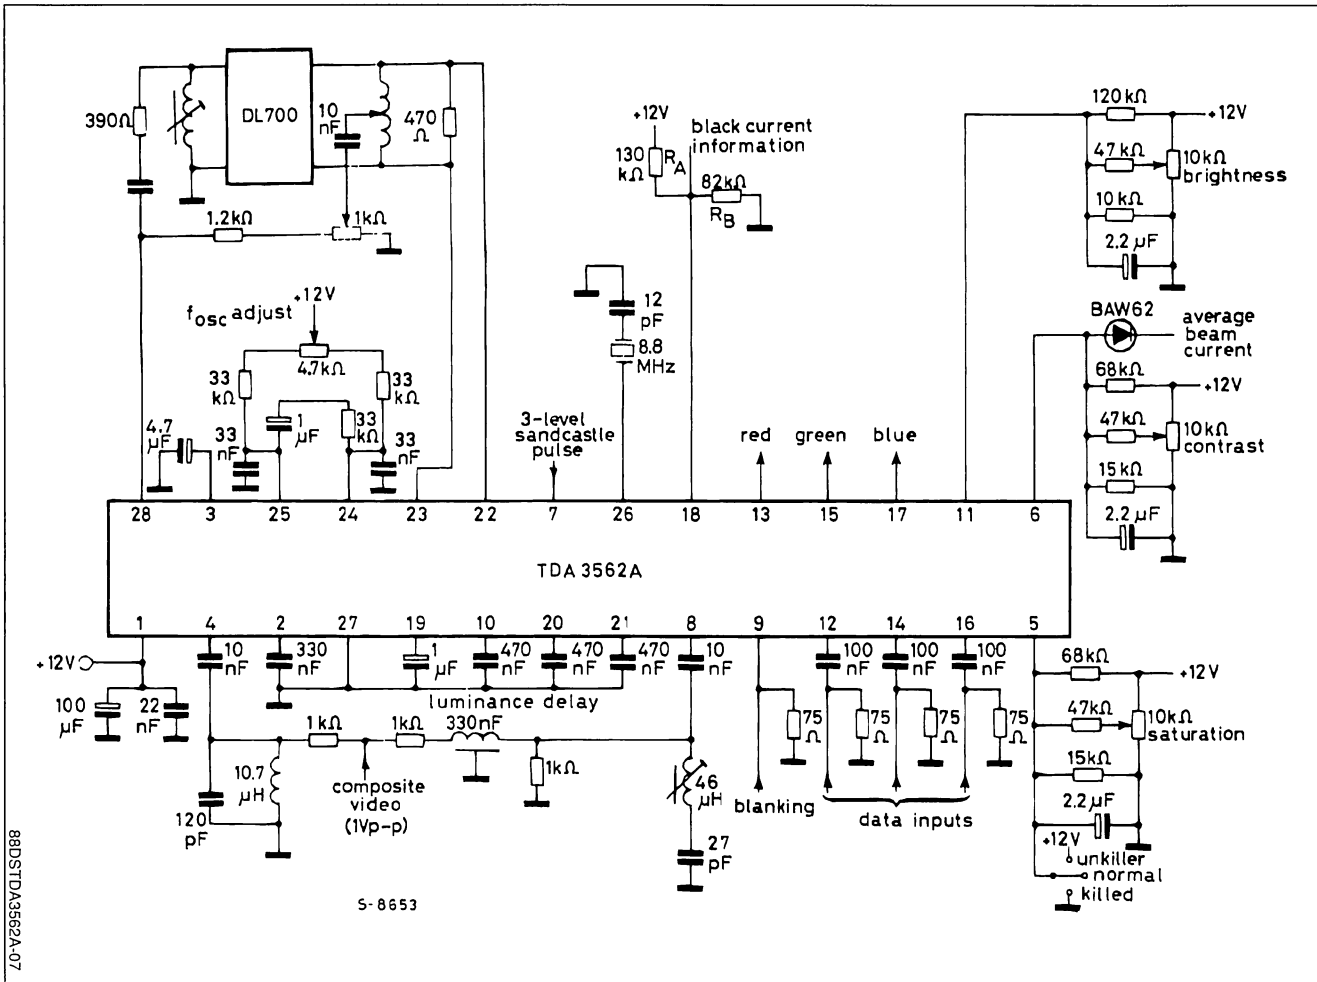 DL700
390Ω
10
nF
470
Ω
1.2kΩ
1kΩ
+12V
130
kΩ
RA
black current
information
82kΩ
RB
120kΩ
+12V
47kΩ
10kΩ
brightness
10kΩ
2.2 µF
fosc adjust
+12V
4.7kΩ
33
kΩ
33
kΩ
1
µF
33
kΩ
4.7
µF
33
nF
33
nF
12
pF
8.8
MHz
3-level
sandcastle
pulse
red
green
blue
BAW62
average
beam
current
68kΩ
+12V
47kΩ
10kΩ
contrast
15kΩ
2.2 µF
28 3 25 24 23 22 7 26 18 13 15 17 11 6
TDA 3562A
1 4 2 27 19 10 20 21 8 9 12 14 16 5
+12V
100
µF
22
nF
10
nF
330
nF
1
µF
470
nF
470
nF
470
nF
10
nF
100
nF
100
nF
100
nF
luminance delay
1kΩ
1kΩ
330nF
1kΩ
10.7
µH
120
pF
composite
video
(1Vp-p)
46
µH
27
pF
75
Ω
75
Ω
75
Ω
75
Ω
blanking
data inputs
68kΩ
+12V
47kΩ
10kΩ
saturation
15kΩ
2.2 µF
+12V
unkiller
normal
killed
S-8653
88DSTDA3562A-07